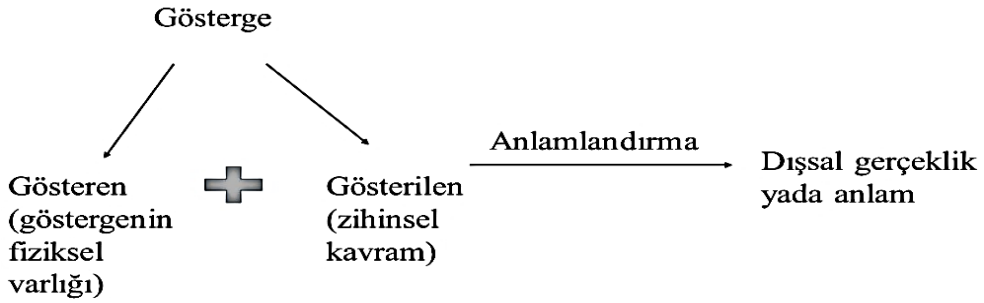 Gösterge
Anlamlandırma
Gösteren
(göstergenin
fiziksel
varlığı)
Gösterilen
(zihinsel
kavram)
Dışsal gerçeklik
yada anlam